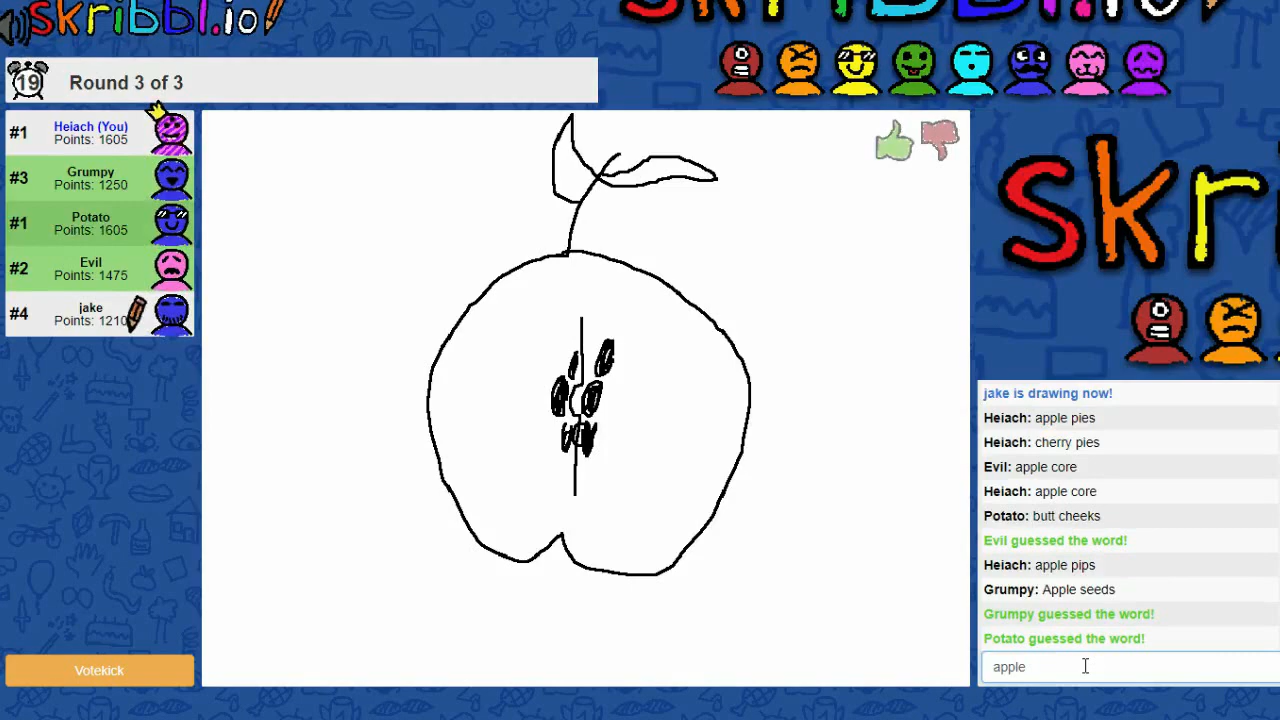 skribbl.io
skribbl.io
19
Round 3 of 3
#1
Heiach (You)
Points: 1605
#3
Grumpy
Points: 1250
#1
Potato
Points: 1605
#2
Evil
Points: 1475
#4
jake
Points: 1210
skr
jake is drawing now!
Heiach: apple pies
Heiach: cherry pies
Evil: apple core
Heiach: apple core
Potato: butt cheeks
Evil guessed the word!
Heiach: apple pips
Grumpy: Apple seeds
Grumpy guessed the word!
Potato guessed the word!
apple
Votekick